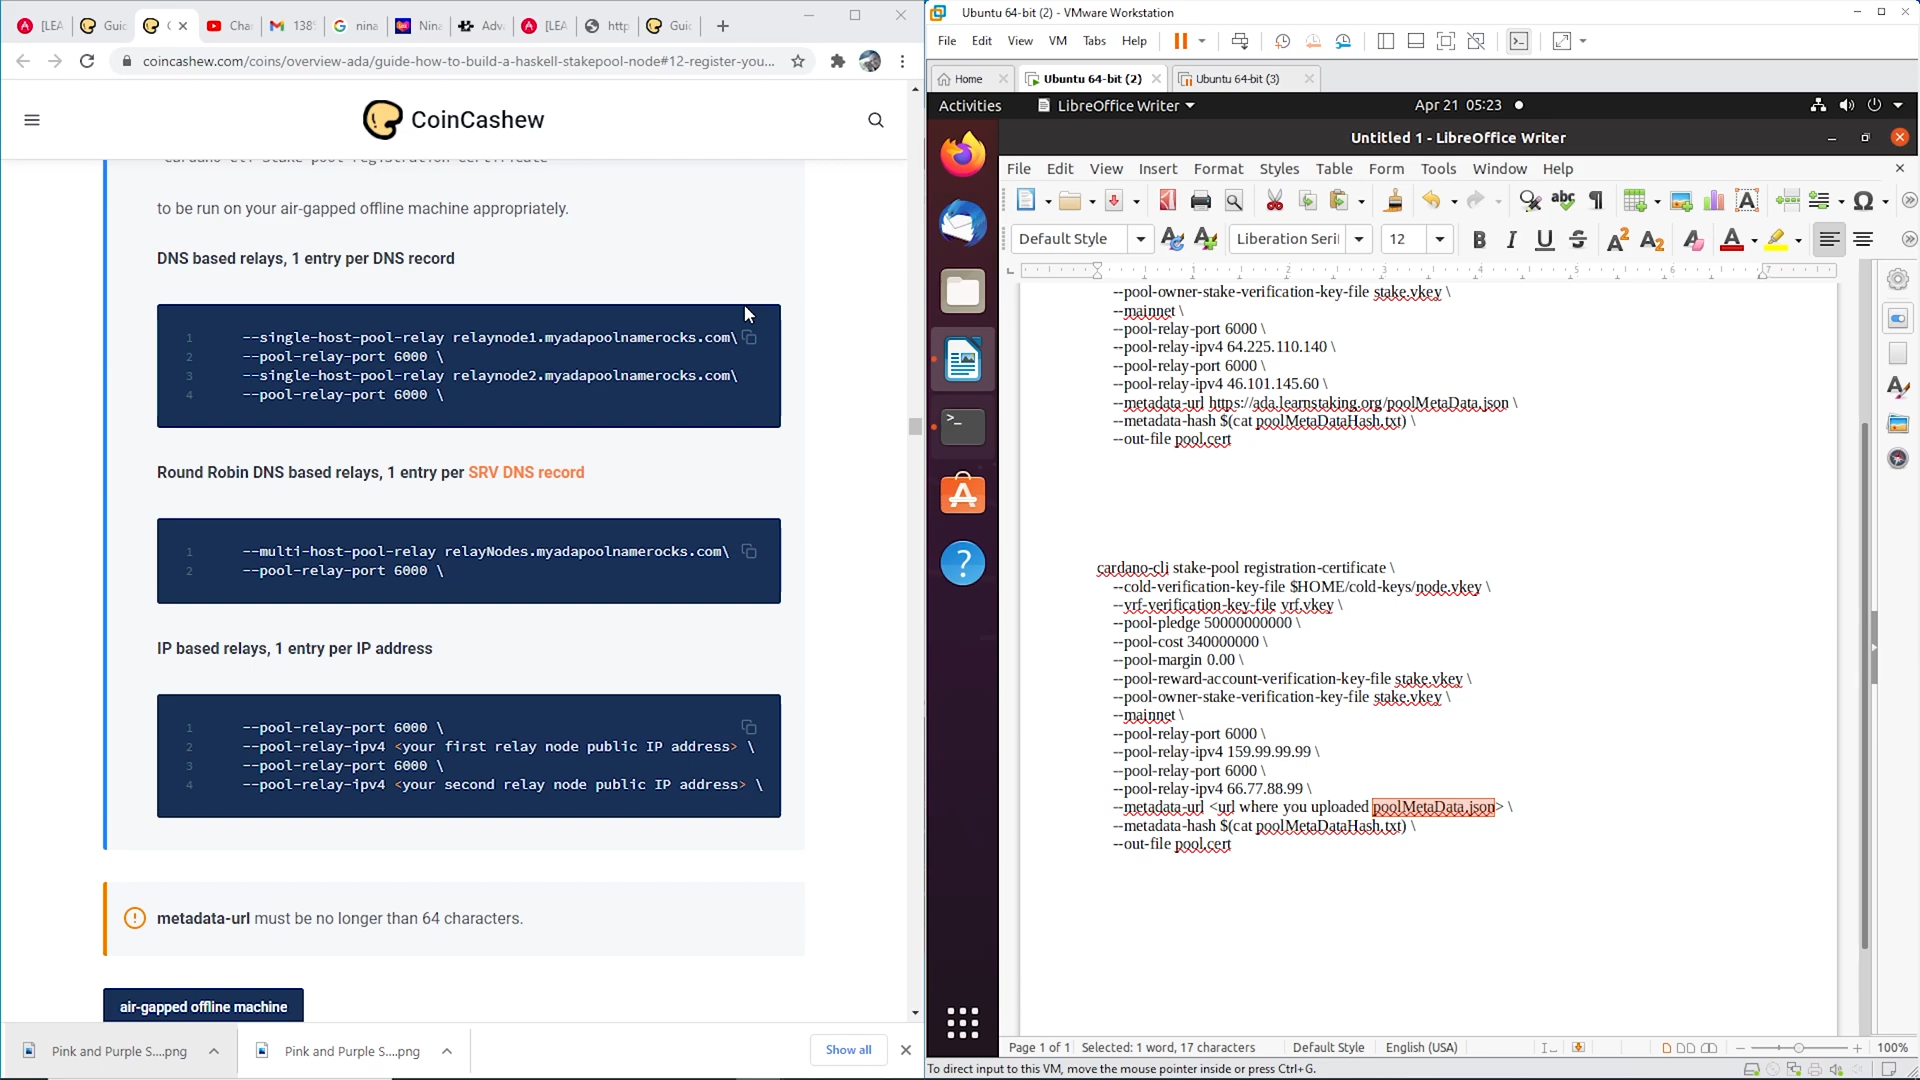 [LEA
Guic
Cha
138
nina
Nina
Adv
[LEA
http
Guic
coincashew.com/coins/overview-ada/guide-how-to-build-a-haskell-stakepool-node#12-register-you...
CoinCashew
to be run on your air-gapped offline machine appropriately.
DNS based relays, 1 entry per DNS record
1 --single-host-pool-relay relaynode1.myadapoolnamerocks.com\
2 --pool-relay-port 6000 \
3 --single-host-pool-relay relaynode2.myadapoolnamerocks.com\
4 --pool-relay-port 6000 \
Round Robin DNS based relays, 1 entry per SRV DNS record
1 --multi-host-pool-relay relayNodes.myadapoolnamerocks.com\
2 --pool-relay-port 6000 \
IP based relays, 1 entry per IP address
1 --pool-relay-port 6000 \
2 --pool-relay-ipv4 <your first relay node public IP address> \
3 --pool-relay-port 6000 \
4 --pool-relay-ipv4 <your second relay node public IP address> \
metadata-url must be no longer than 64 characters.
air-gapped offline machine
Pink and Purple S....png
Pink and Purple S....png
Show all
Ubuntu 64-bit (2) - VMware Workstation
File Edit View VM Tabs Help
Home
Ubuntu 64-bit (2)
Ubuntu 64-bit (3)
Activities
LibreOffice Writer
Apr 21 05:23
Untitled 1 - LibreOffice Writer
File Edit View Insert Format Styles Table Form Tools Window Help
Default Style
Liberation Seri
12
1 2 3 4 5 6 7
--pool-owner-stake-verification-key-file stake.vkey \
--mainnet \
--pool-relay-port 6000 \
--pool-relay-ipv4 64.225.110.140 \
--pool-relay-port 6000 \
--pool-relay-ipv4 46.101.145.60 \
--metadata-url https://ada.learnstaking.org/poolMetaData.json \
--metadata-hash $(cat poolMetaDataHash.txt) \
--out-file pool.cert
cardano-cli stake-pool registration-certificate \
--cold-verification-key-file $HOME/cold-keys/node.vkey \
--vrf-verification-key-file vrf.vkey \
--pool-pledge 50000000000 \
--pool-cost 340000000 \
--pool-margin 0.00 \
--pool-reward-account-verification-key-file stake.vkey \
--pool-owner-stake-verification-key-file stake.vkey \
--mainnet \
--pool-relay-port 6000 \
--pool-relay-ipv4 159.99.99.99 \
--pool-relay-port 6000 \
--pool-relay-ipv4 66.77.88.99 \
--metadata-url <url where you uploaded poolMetaData.json> \
--metadata-hash $(cat poolMetaDataHash.txt) \
--out-file pool.cert
Page 1 of 1
Selected: 1 word, 17 characters
Default Style
English (USA)
100%
To direct input to this VM, move the mouse pointer inside or press Ctrl+G.